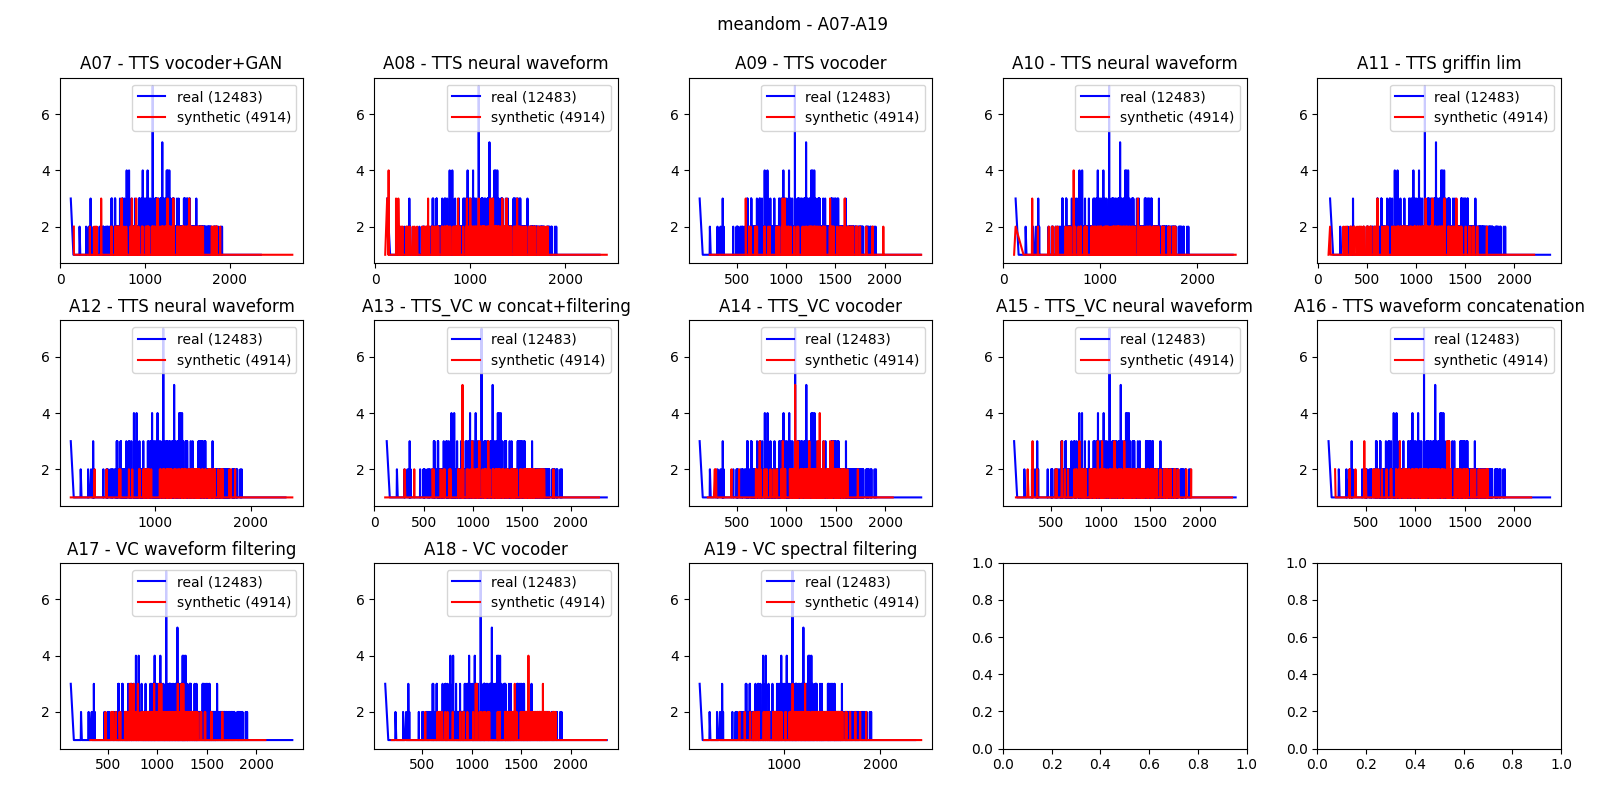 meandom - A07-A19
A07 - TTS vocoder+GAN
real (12483)
synthetic (4914)
6
4
2
0
1000
2000
A08 - TTS neural waveform
real (12483)
synthetic (4914)
6
4
2
0
1000
2000
A09 - TTS vocoder
real (12483)
synthetic (4914)
6
4
2
500
1000
1500
2000
A10 - TTS neural waveform
real (12483)
synthetic (4914)
6
4
2
0
1000
2000
A11 - TTS griffin lim
real (12483)
synthetic (4914)
6
4
2
0
500
1000
1500
2000
A12 - TTS neural waveform
real (12483)
synthetic (4914)
6
4
2
1000
2000
A13 - TTS_VC w concat+filtering
real (12483)
synthetic (4914)
6
4
2
0
500
1000
1500
2000
A14 - TTS_VC vocoder
real (12483)
synthetic (4914)
6
4
2
500
1000
1500
2000
A15 - TTS_VC neural waveform
real (12483)
synthetic (4914)
6
4
2
500
1000
1500
2000
A16 - TTS waveform concatenation
real (12483)
synthetic (4914)
6
4
2
500
1000
1500
2000
A17 - VC waveform filtering
real (12483)
synthetic (4914)
6
4
2
500
1000
1500
2000
A18 - VC vocoder
real (12483)
synthetic (4914)
6
4
2
500
1000
1500
2000
A19 - VC spectral filtering
real (12483)
synthetic (4914)
6
4
2
1000
2000
1.0
0.8
0.6
0.4
0.2
0.0
0.0
0.2
0.4
0.6
0.8
1.0
1.0
0.8
0.6
0.4
0.2
0.0
0.0
0.2
0.4
0.6
0.8
1.0